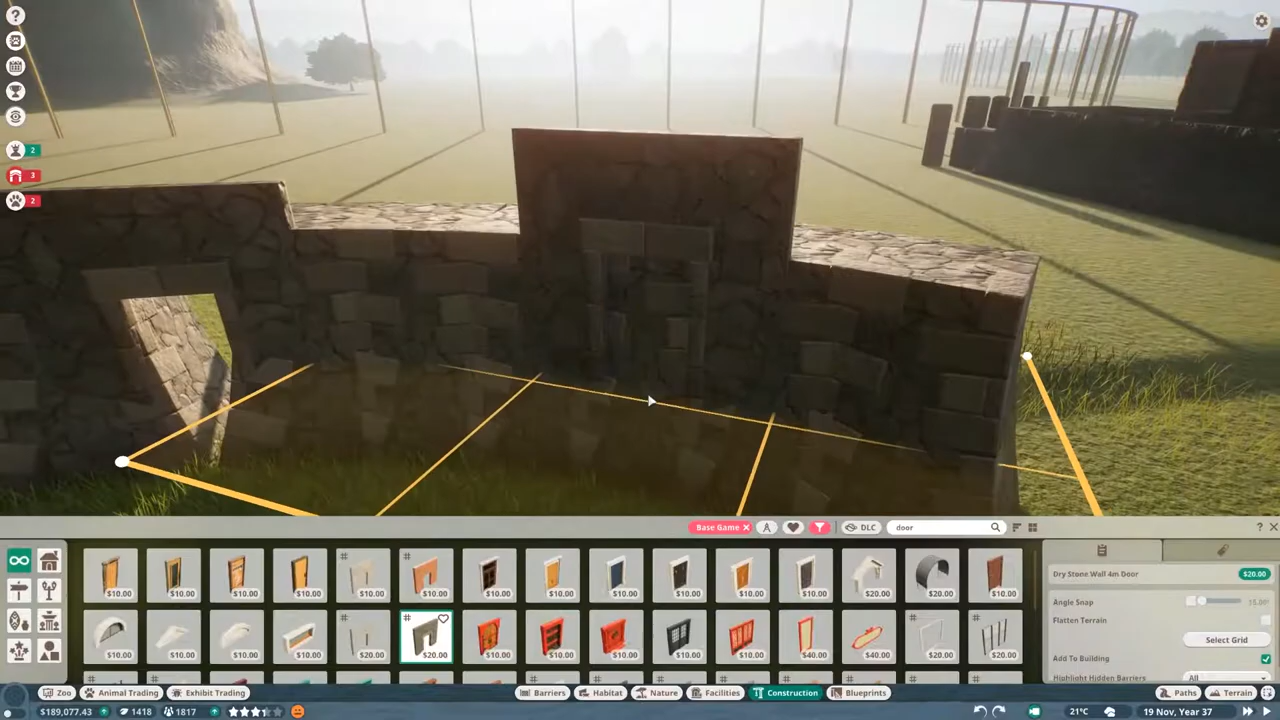 ?
2
3
2
Base Game ×
DLC
door
?
$10.00 $10.00 $10.00 $10.00 # $10.00 # $10.00 $10.00 $10.00 $10.00 $10.00 $10.00 $10.00 $20.00 $20.00 $10.00
$10.00 $10.00 $10.00 $10.00 # $20.00 # $20.00 $10.00 $10.00 $10.00 $10.00 $10.00 $40.00 $40.00 # $20.00 # $20.00
Dry Stone Wall 4m Door $20.00
Angle Snap 15.00°
Flatten Terrain
Select Grid
Add To Building
Highlight Hidden Barriers All
Zoo Animal Trading Exhibit Trading Barriers Habitat Nature Facilities Construction Blueprints Paths Terrain
$189,077.43 1418 1817 21°C 19 Nov, Year 37